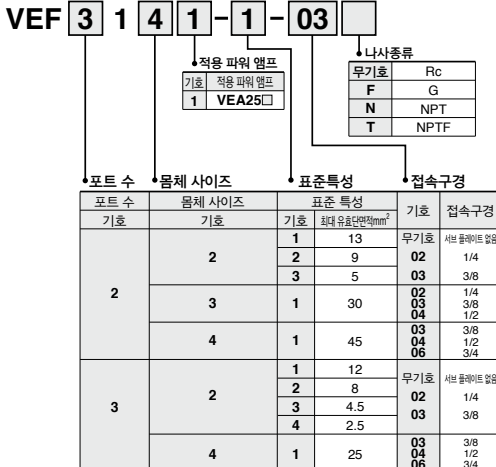 VEF 3 1 4 1 - 1 - 03
적용 파워 앰프
기호 적용 파워 앰프
1 VEA25□
나사종류
무기호 Rc
F G
N NPT
T NPTF
포트 수 몸체 사이즈 표준특성 접속구경
포트 수 몸체 사이즈 표준 특성 기호 접속구경
기호 기호 기호 최대 유효단면적mm²
2 2 1 13 무기호 서브 플레이트 없음
2 9 02 1/4
3 5 03 3/8
3 1 30 02 1/4
03 3/8
04 1/2
4 1 45 03 3/8
04 1/2
06 3/4
3 2 1 12 무기호 서브 플레이트 없음
2 8 02 1/4
3 4.5 03 3/8
4 2.5
4 1 25 03 3/8
04 1/2
06 3/4